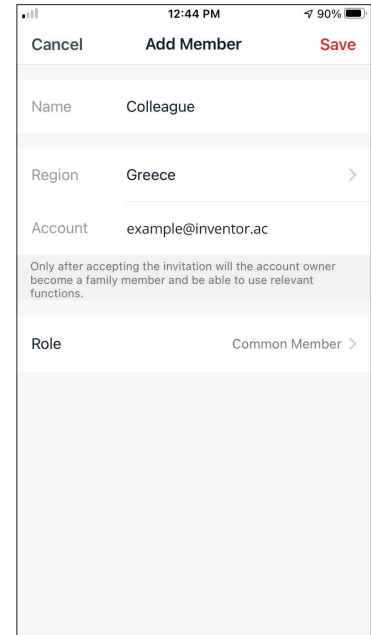 12:44 PM 90%
Cancel Add Member Save
Name Colleague
Region Greece
Account example@inventor.ac
Only after accepting the invitation will the account owner
become a family member and be able to use relevant
functions.
Role Common Member